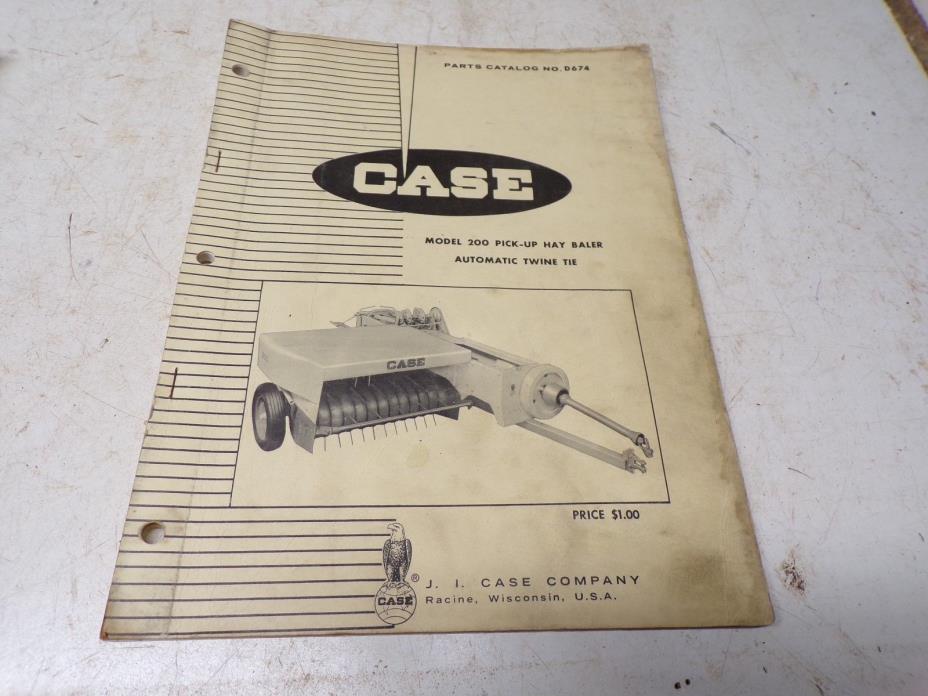 PARTS CATALOG NO. D674
CASE
MODEL 200 PICK-UP HAY BALER
AUTOMATIC TWINE TIE
CASE
PRICE $1.00
®
CASE
J. I. CASE COMPANY
Racine, Wisconsin, U.S.A.